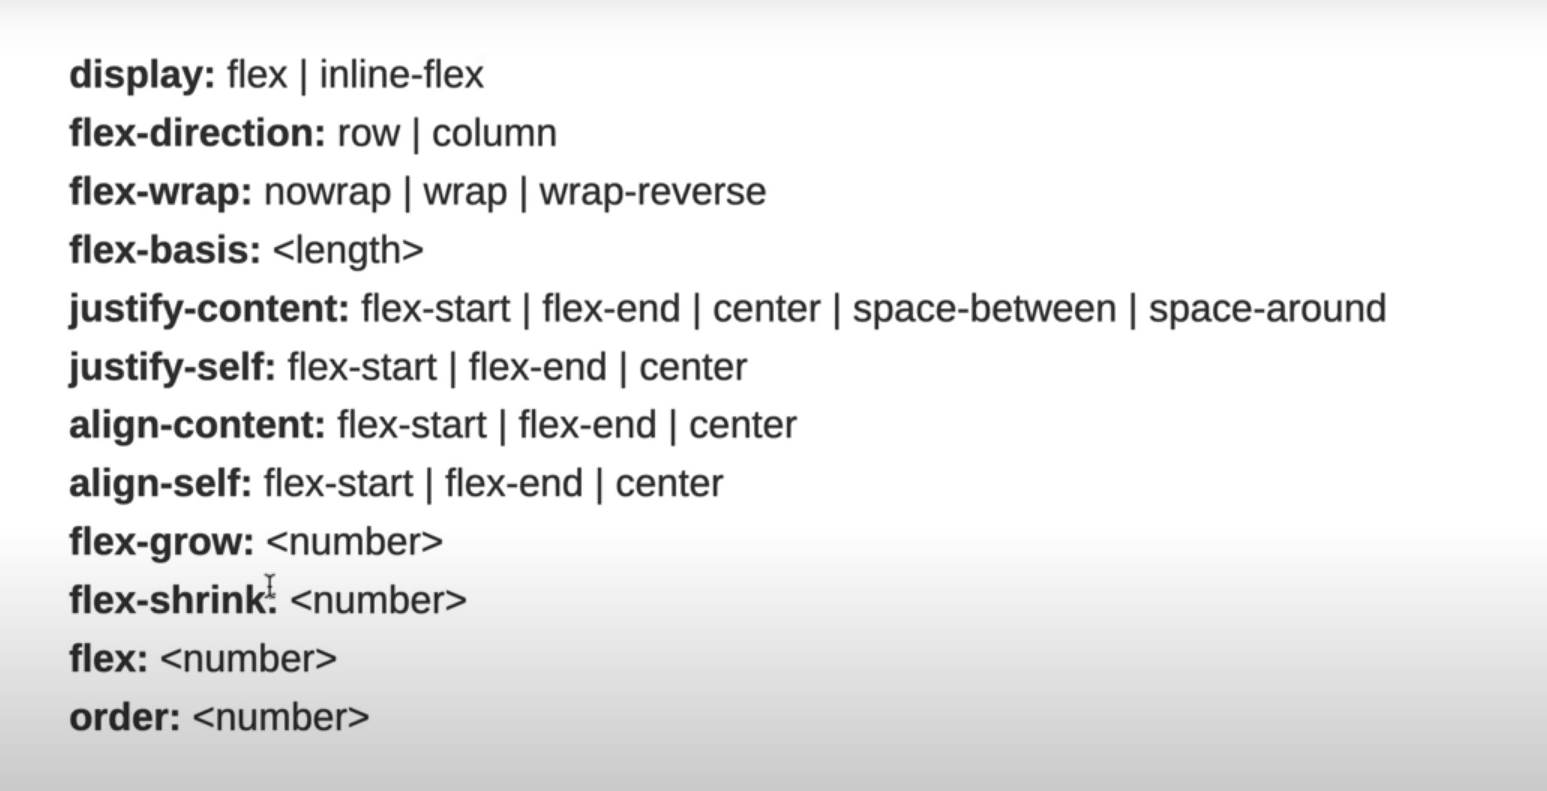 display: flex | inline-flex
flex-direction: row | column
flex-wrap: nowrap | wrap | wrap-reverse
flex-basis: <length>
justify-content: flex-start | flex-end | center | space-between | space-around
justify-self: flex-start | flex-end | center
align-content: flex-start | flex-end | center
align-self: flex-start | flex-end | center
flex-grow: <number>
flex-shrink: <number>
flex: <number>
order: <number>